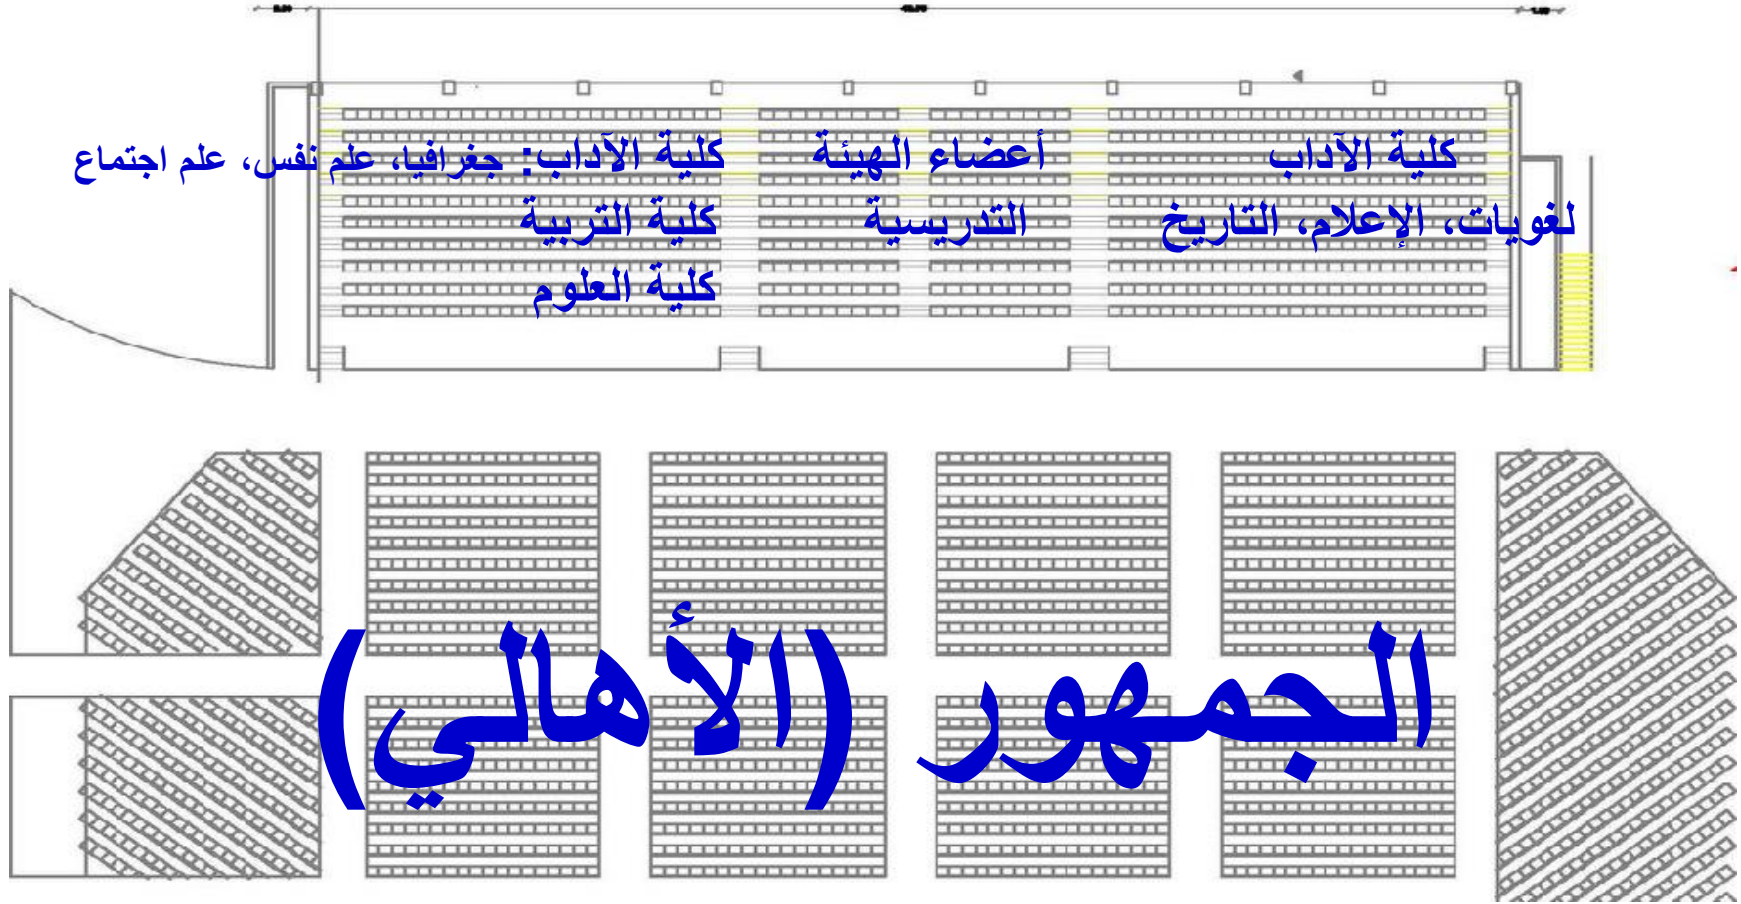 كلية الآداب
لغويات، الإعلام، التاريخ
أعضاء الهيئة
التدريسية
كلية الآداب: جغرافيا، علم نفس، علم اجتماع
كلية التربية
كلية العلوم
الجمهور (الأهالي)